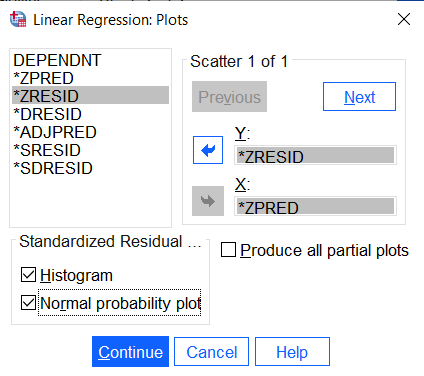 Linear Regression: Plots
DEPENDNT
*ZPRED
*ZRESID
*DRESID
*ADJPRED
*SRESID
*SDRESID
Scatter 1 of 1
Previous
Next
Y:
*ZRESID
X:
*ZPRED
Standardized Residual ...
Histogram
Normal probability plot
Produce all partial plots
Continue
Cancel
Help